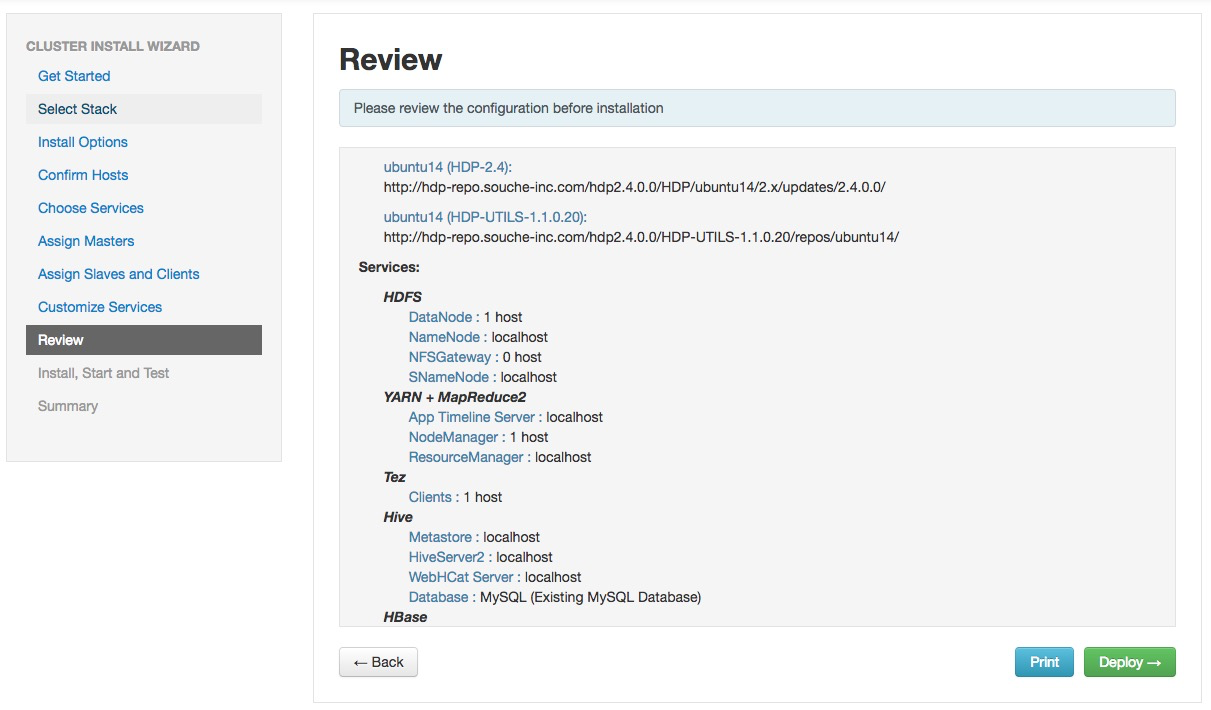 CLUSTER INSTALL WIZARD
Get Started
Select Stack
Install Options
Confirm Hosts
Choose Services
Assign Masters
Assign Slaves and Clients
Customize Services
Review
Install, Start and Test
Summary
Review
Please review the configuration before installation
ubuntu14 (HDP-2.4):
http://hdp-repo.souche-inc.com/hdp2.4.0.0/HDP/ubuntu14/2.x/updates/2.4.0.0/
ubuntu14 (HDP-UTILS-1.1.0.20):
http://hdp-repo.souche-inc.com/hdp2.4.0.0/HDP-UTILS-1.1.0.20/repos/ubuntu14/
Services:
HDFS
DataNode : 1 host
NameNode : localhost
NFSGateway : 0 host
SNameNode : localhost
YARN + MapReduce2
App Timeline Server : localhost
NodeManager : 1 host
ResourceManager : localhost
Tez
Clients : 1 host
Hive
Metastore : localhost
HiveServer2 : localhost
WebHCat Server : localhost
Database : MySQL (Existing MySQL Database)
HBase
← Back
Print
Deploy →